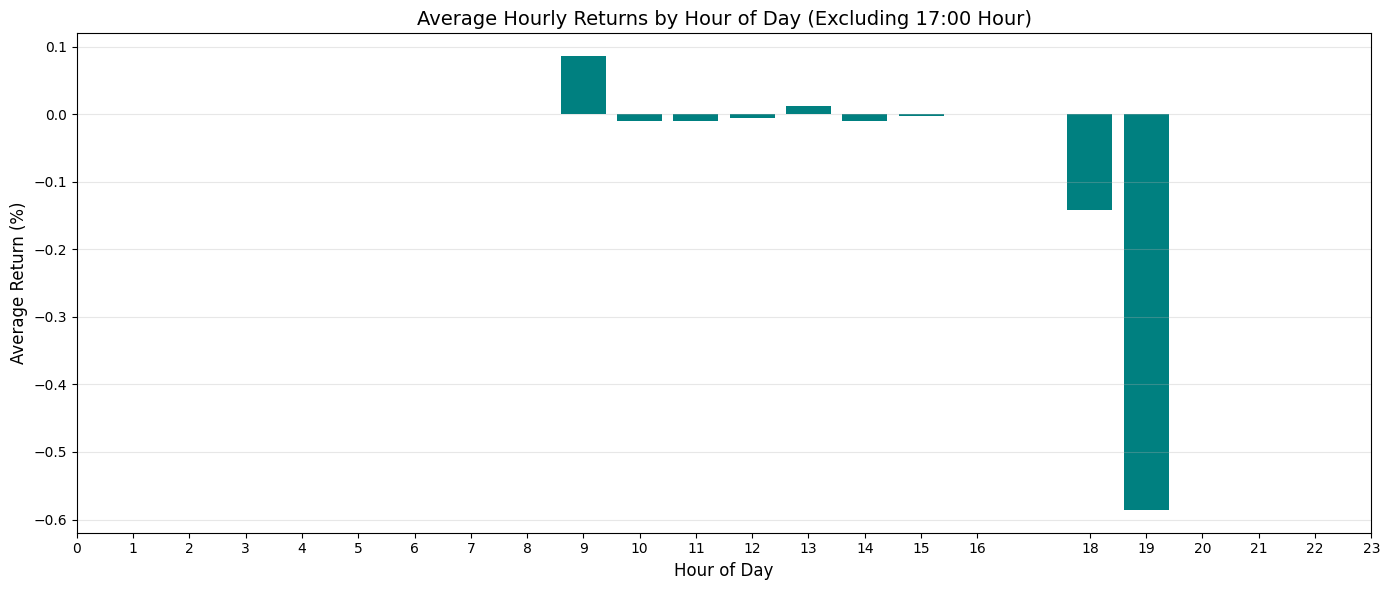 Average Hourly Returns by Hour of Day (Excluding 17:00 Hour)
Average Return (%)
0.1
0.0
−0.1
−0.2
−0.3
−0.4
−0.5
−0.6
0 1 2 3 4 5 6 7 8 9 10 11 12 13 14 15 16 18 19 20 21 22 23
Hour of Day